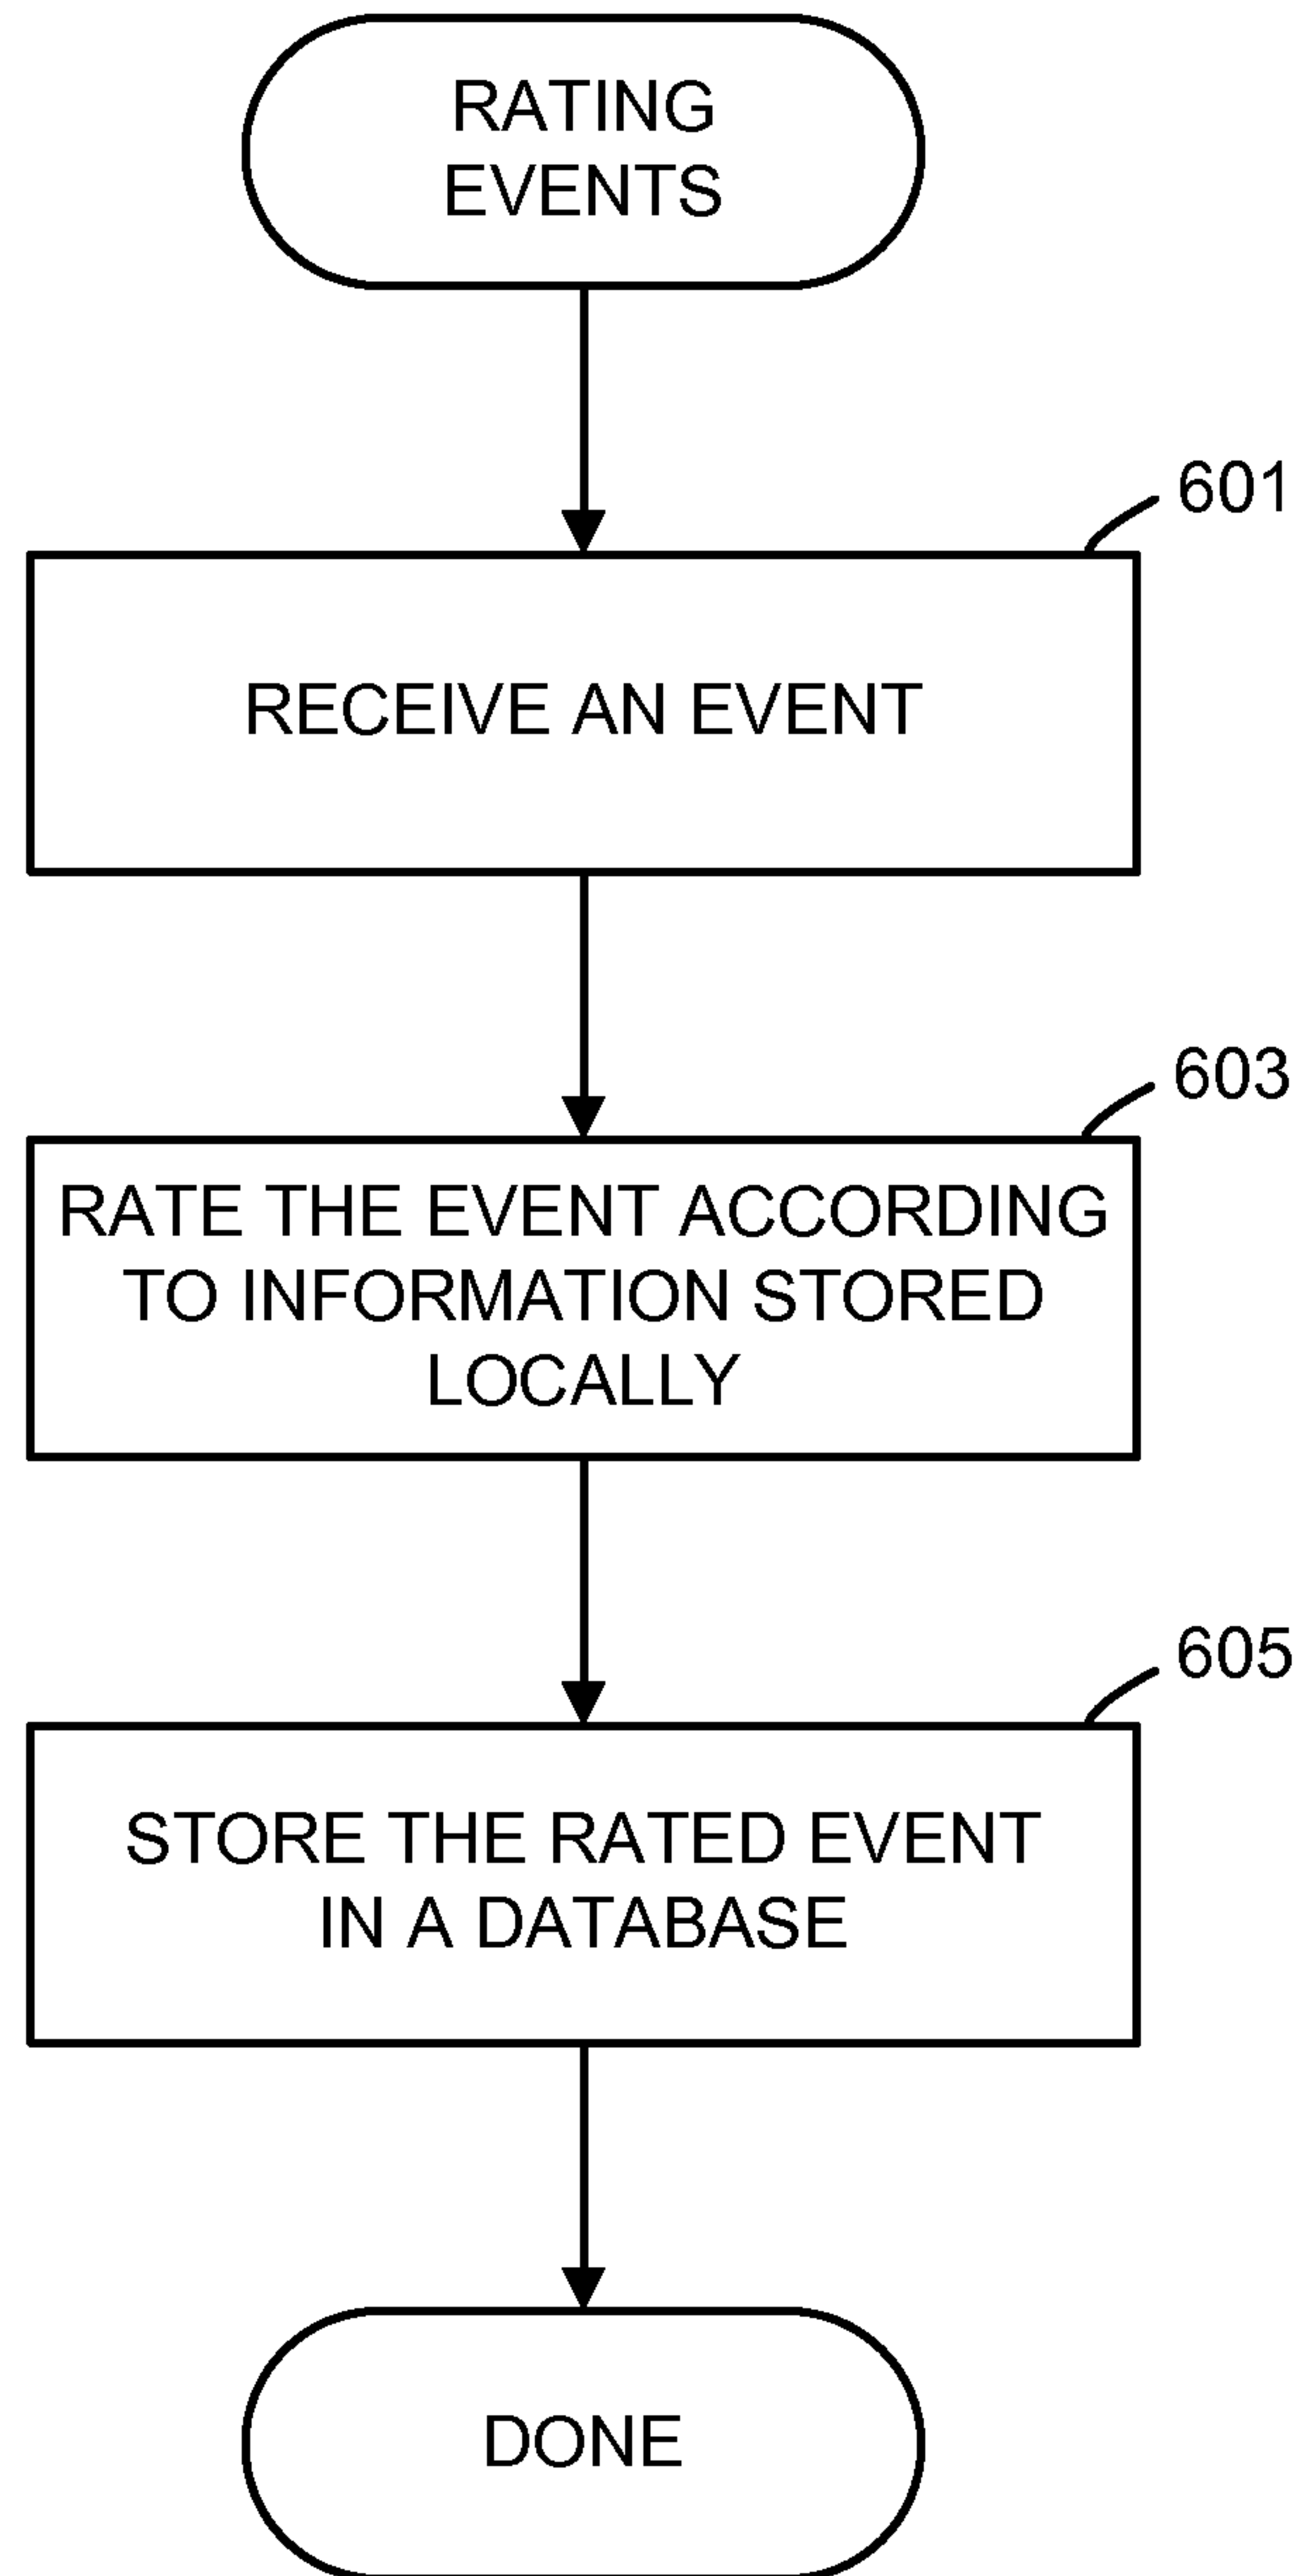 RATING
EVENTS
601
RECEIVE AN EVENT
603
RATE THE EVENT ACCORDING
TO INFORMATION STORED
LOCALLY
605
STORE THE RATED EVENT
IN A DATABASE
DONE